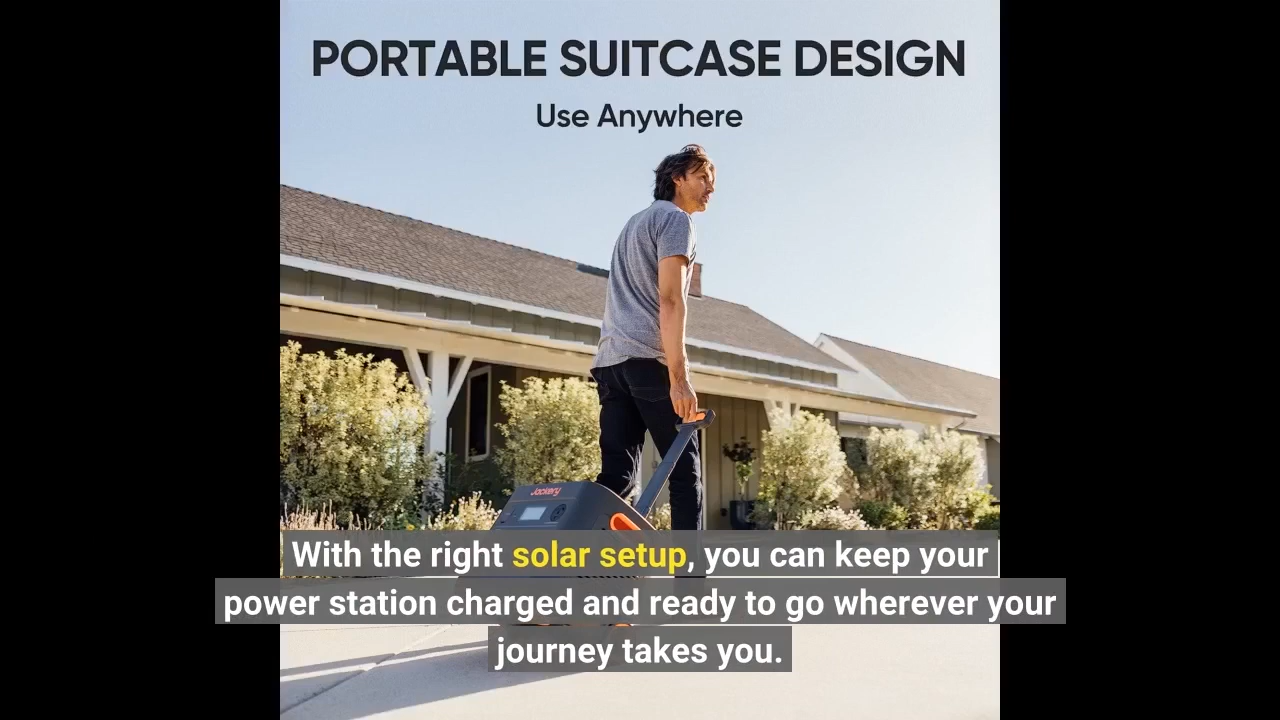 PORTABLE SUITCASE DESIGN
Use Anywhere
Jackery
With the right solar setup, you can keep your
power station charged and ready to go wherever your
journey takes you.